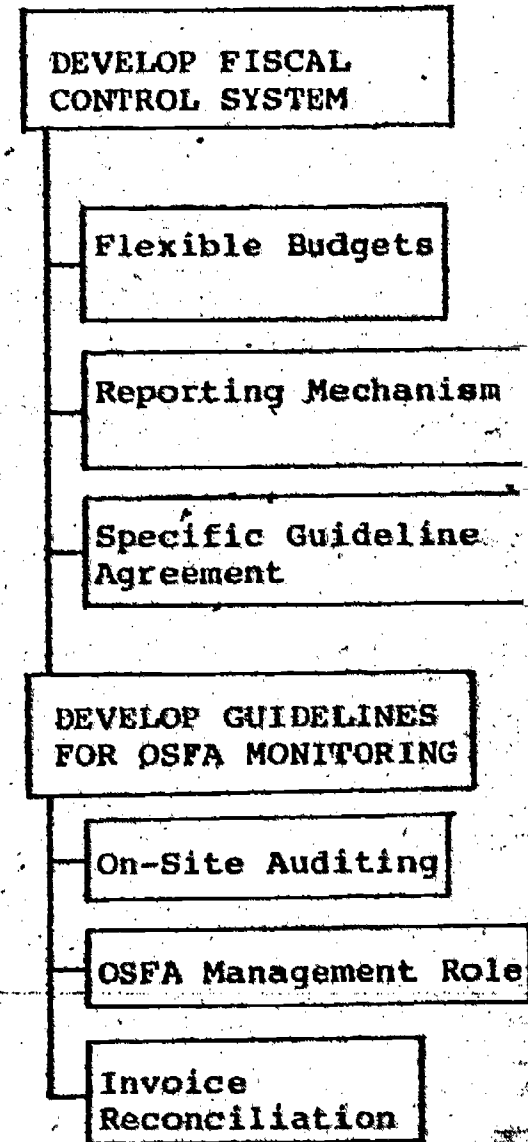 DEVELOP FISCAL
CONTROL SYSTEM
Flexible Budgets
Reporting Mechanism
Specific Guideline
Agreement
DEVELOP GUIDELINES
FOR OSFA MONITORING
On-Site Auditing
OSFA Management Role
Invoice
Reconciliation